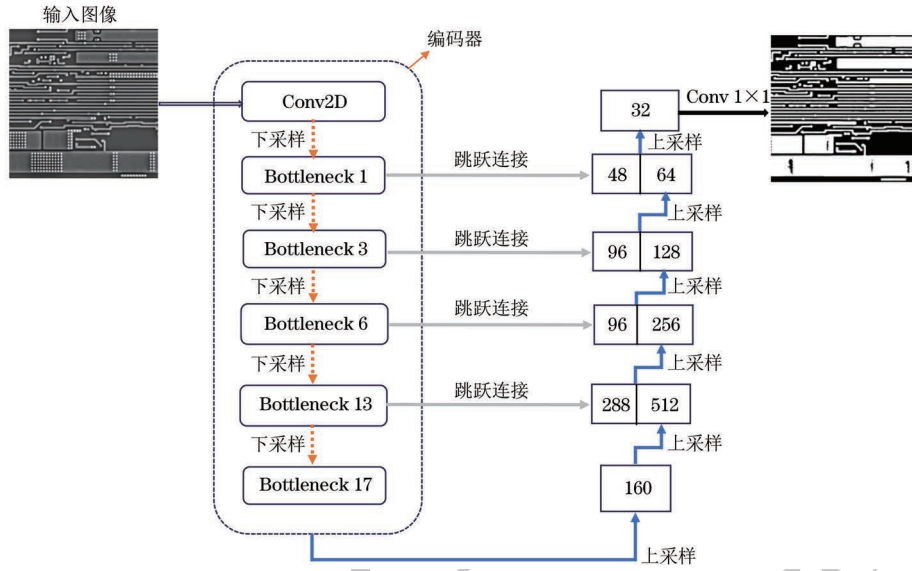 输入图像
编码器
Conv2D
下采样
Bottleneck 1
下采样
Bottleneck 3
下采样
Bottleneck 6
下采样
Bottleneck 13
下采样
Bottleneck 17
跳跃连接
跳跃连接
跳跃连接
跳跃连接
32
Conv 1×1
上采样
48 64
上采样
96 128
上采样
96 256
上采样
288 512
上采样
160
上采样